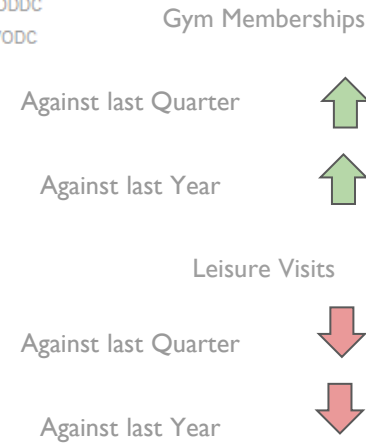 Gym Memberships
Against last Quarter
Against last Year
Leisure Visits
Against last Quarter
Against last Year